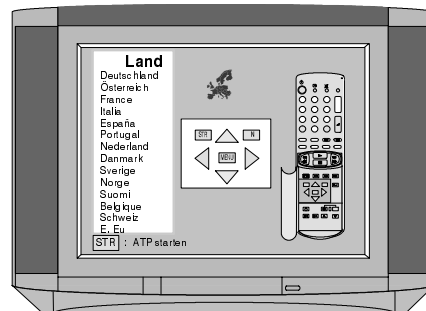 Land
Deutschland
Österreich
France
Italia
España
Portugal
Nederland
Danmark
Sverige
Norge
Suomi
Belgique
Schweiz
E. Eu
STR N
MENU
STR : ATP starten